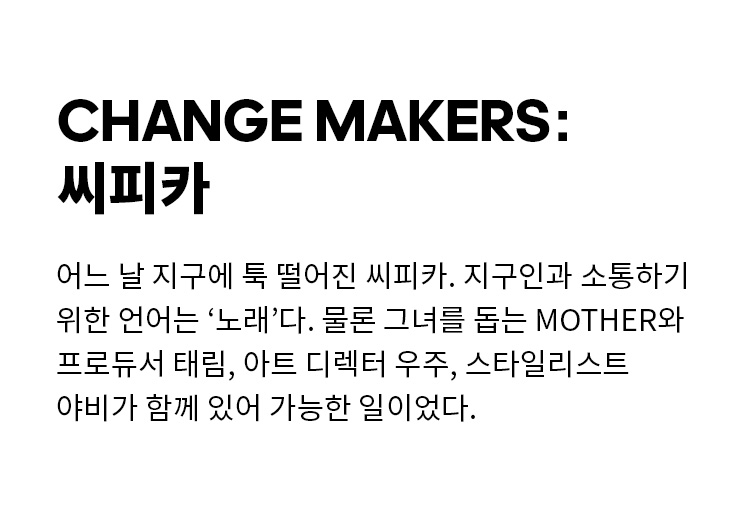 CHANGE MAKERS:
씨피카
어느 날 지구에 툭 떨어진 씨피카. 지구인과 소통하기
위한 언어는 ‘노래’다. 물론 그녀를 돕는 MOTHER와
프로듀서 태림, 아트 디렉터 우주, 스타일리스트
야비가 함께 있어 가능한 일이었다.